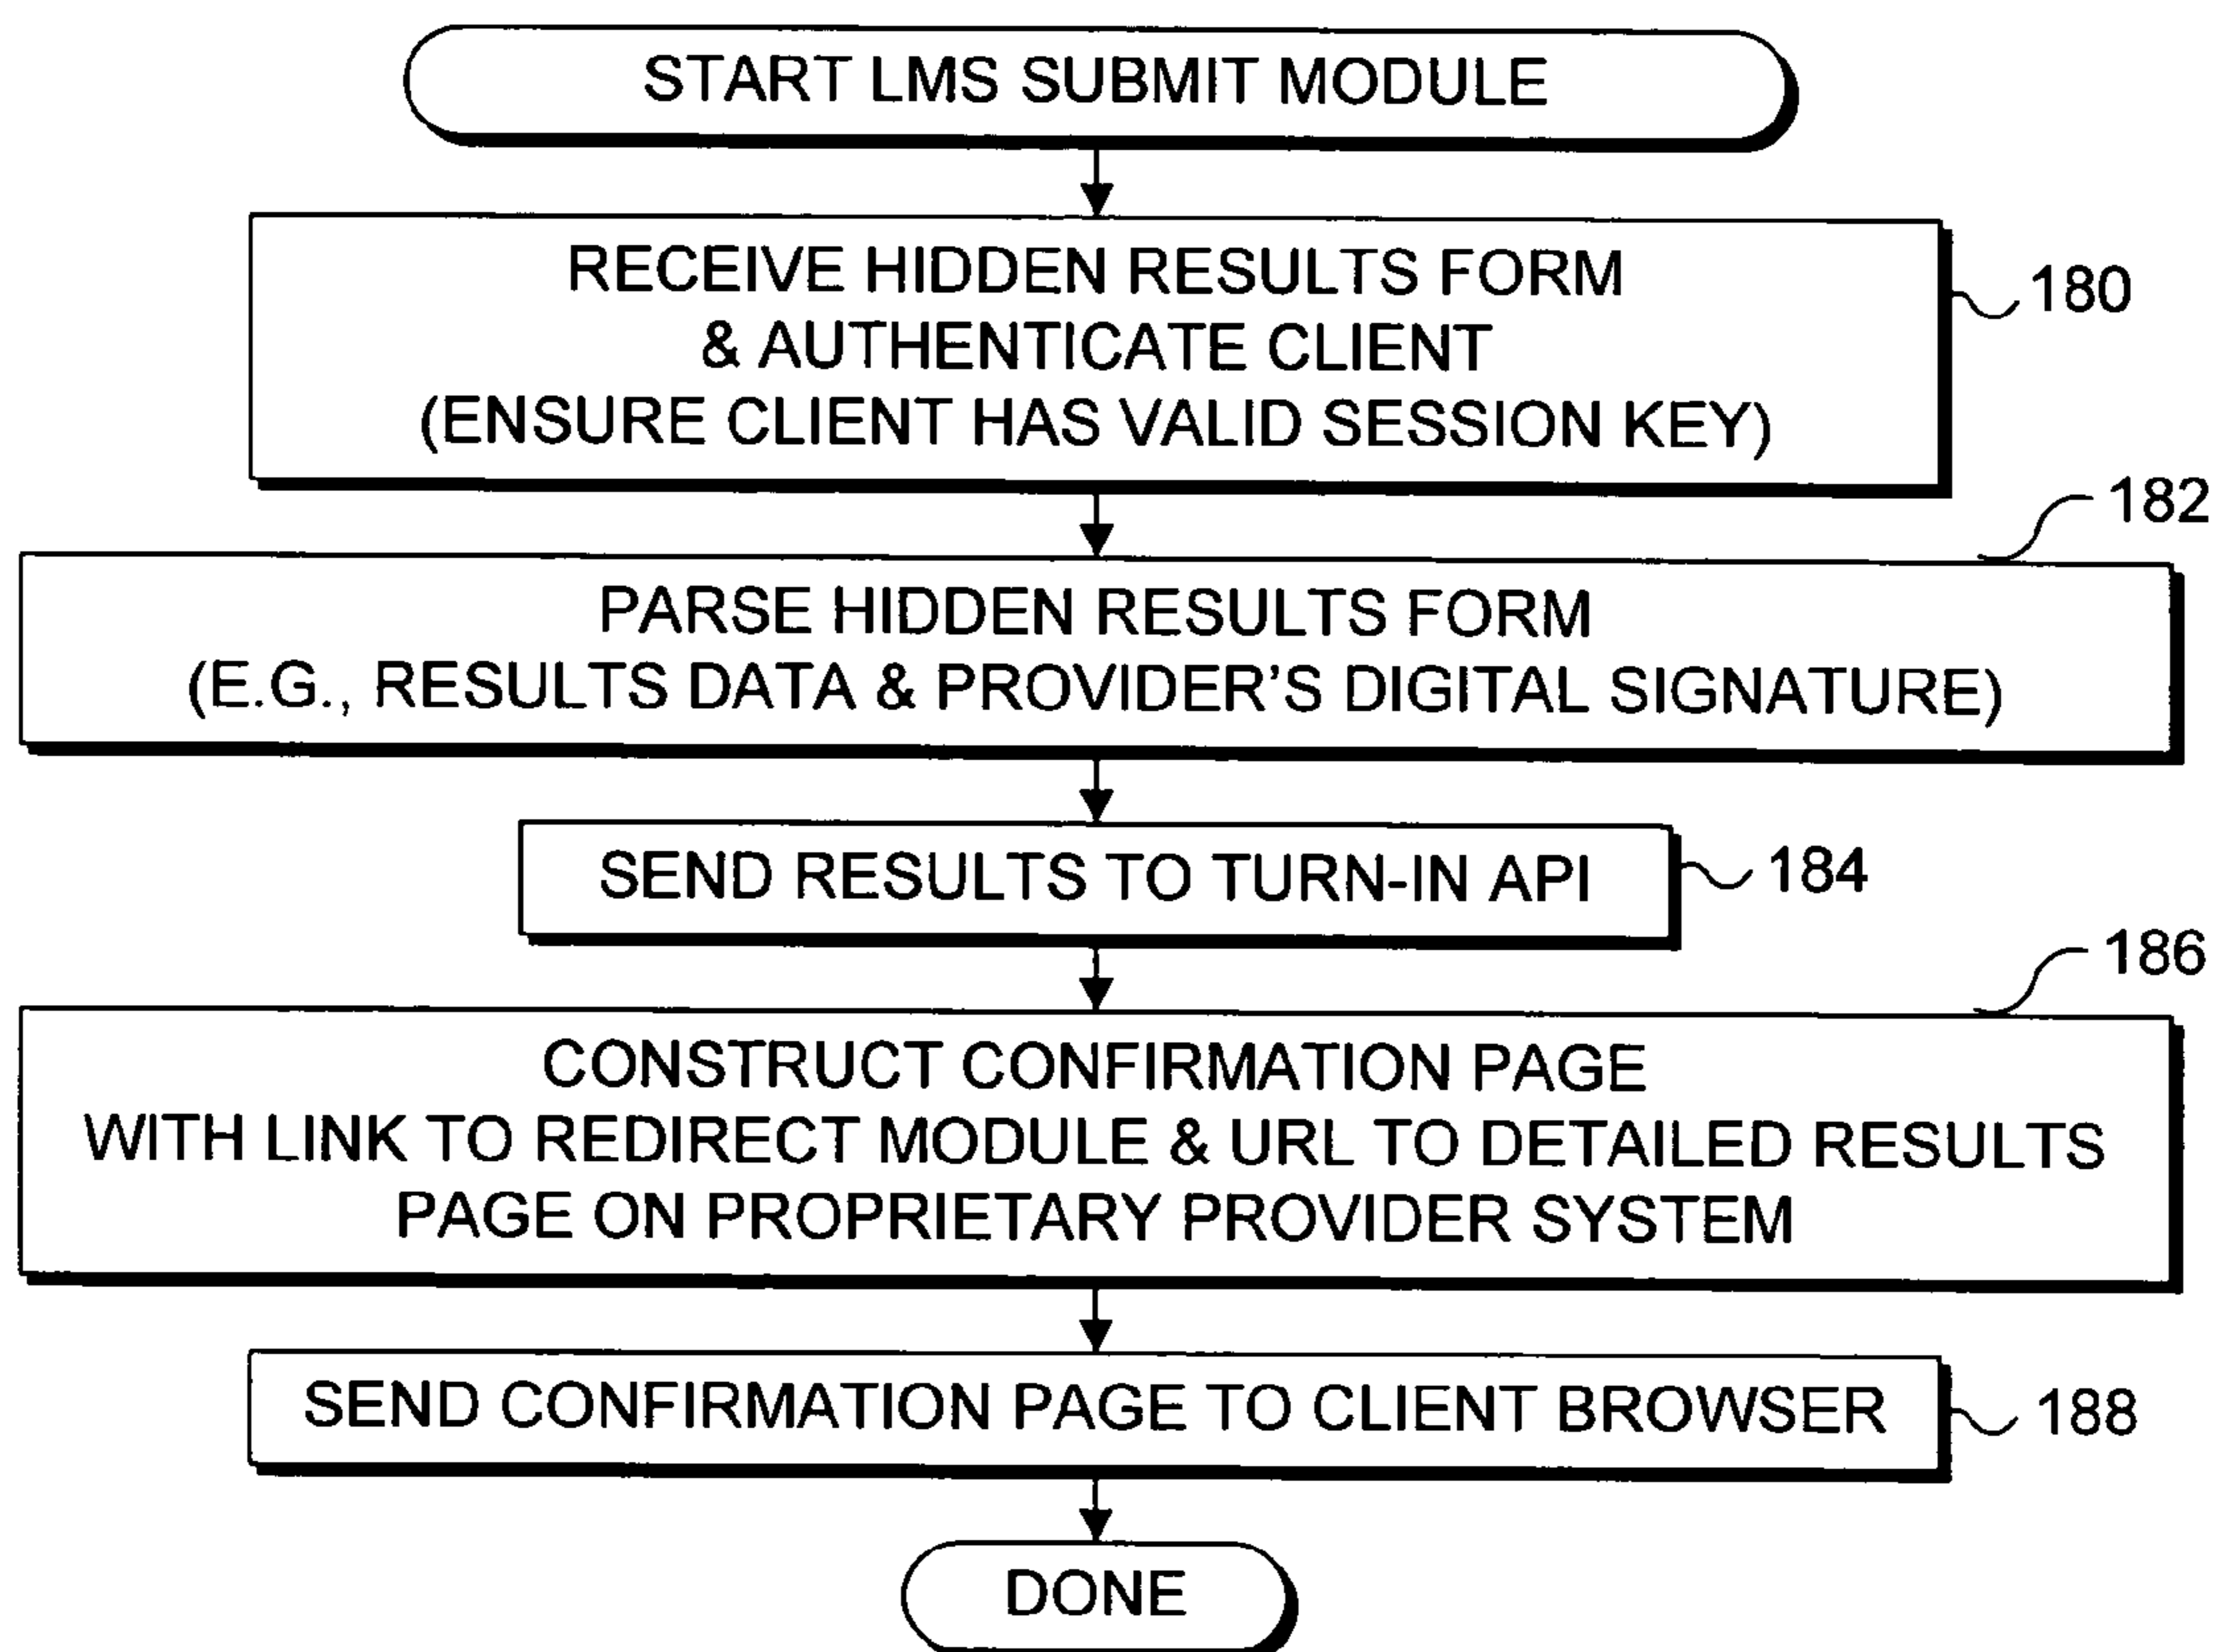 START LMS SUBMIT MODULE
RECEIVE HIDDEN RESULTS FORM
& AUTHENTICATE CLIENT
(ENSURE CLIENT HAS VALID SESSION KEY)
180
182
PARSE HIDDEN RESULTS FORM
(E.G., RESULTS DATA & PROVIDER'S DIGITAL SIGNATURE)
SEND RESULTS TO TURN-IN API
184
186
CONSTRUCT CONFIRMATION PAGE
WITH LINK TO REDIRECT MODULE & URL TO DETAILED RESULTS
PAGE ON PROPRIETARY PROVIDER SYSTEM
SEND CONFIRMATION PAGE TO CLIENT BROWSER
188
DONE